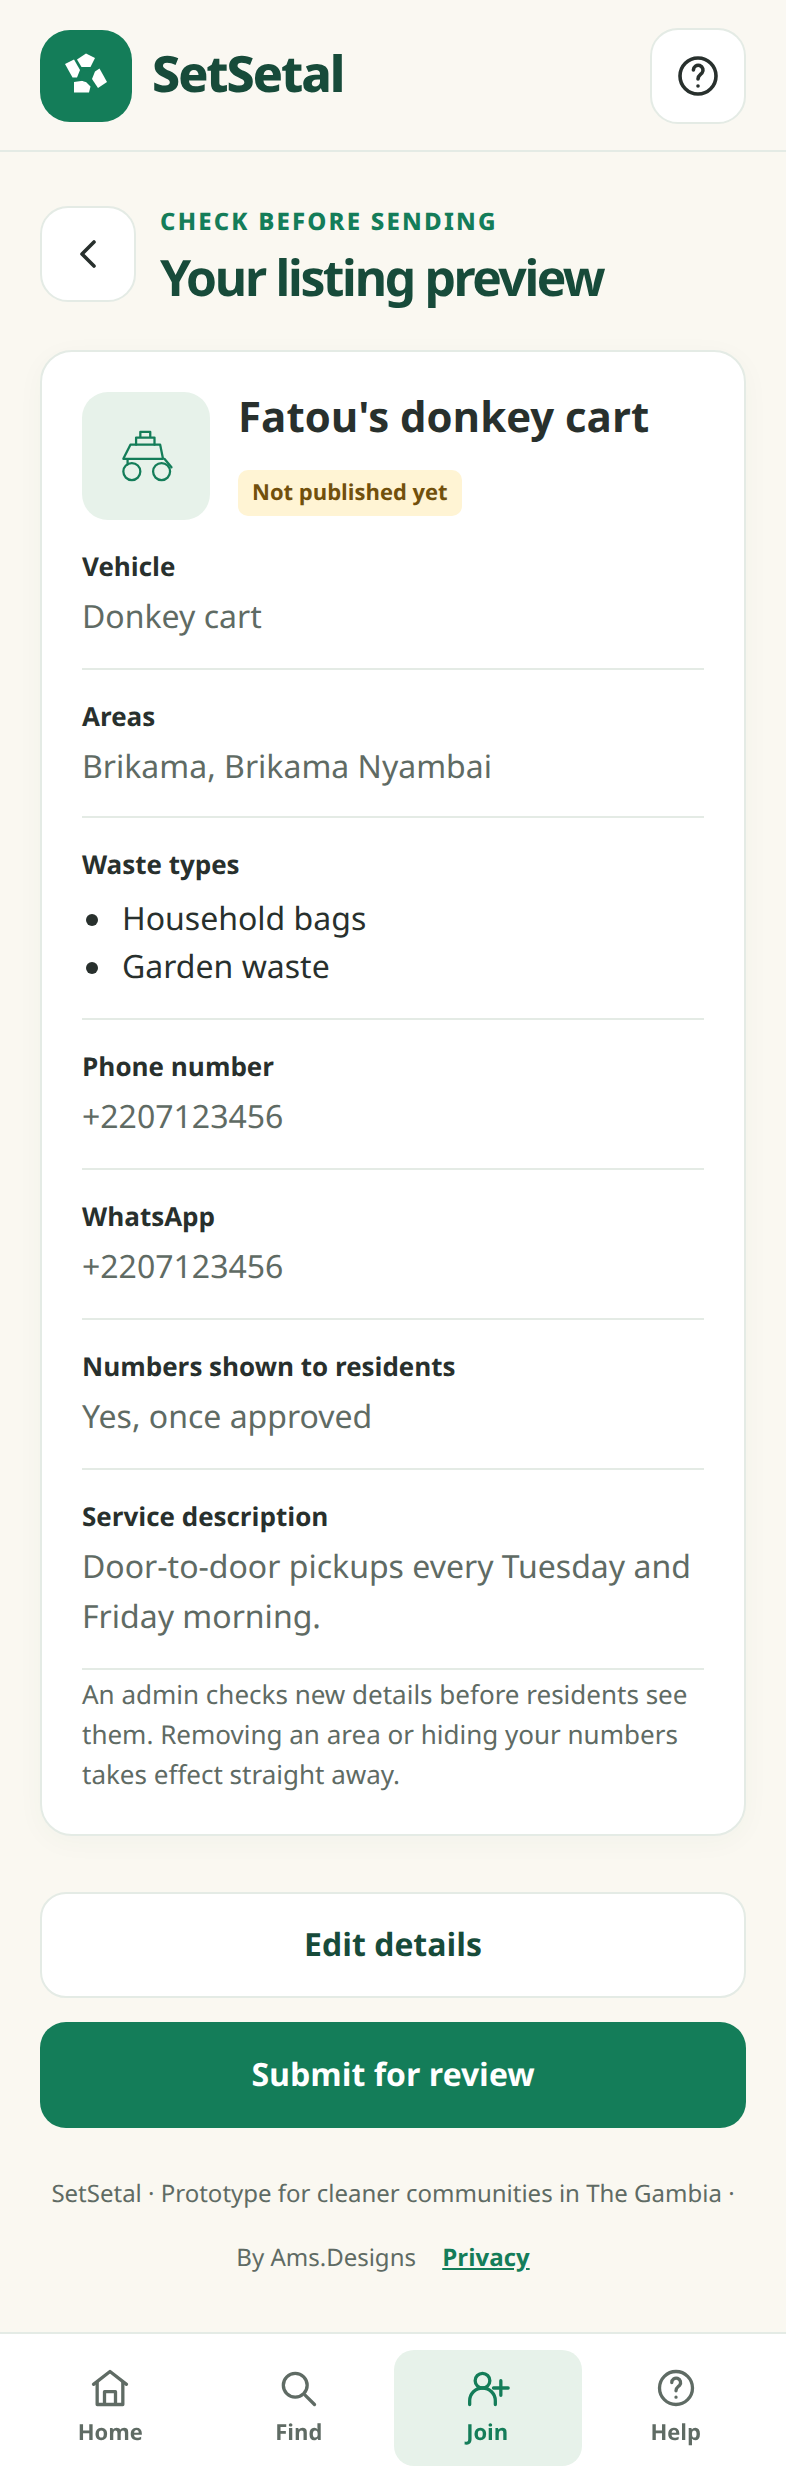 SetSetal
CHECK BEFORE SENDING
Your listing preview
Fatou's donkey cart
Not published yet
Vehicle
Donkey cart
Areas
Brikama, Brikama Nyambai
Waste types
• Household bags
• Garden waste
Phone number
+2207123456
WhatsApp
+2207123456
Numbers shown to residents
Yes, once approved
Service description
Door-to-door pickups every Tuesday and
Friday morning.
An admin checks new details before residents see
them. Removing an area or hiding your numbers
takes effect straight away.
Edit details
Submit for review
SetSetal · Prototype for cleaner communities in The Gambia ·
By Ams.Designs Privacy
Home Find Join Help